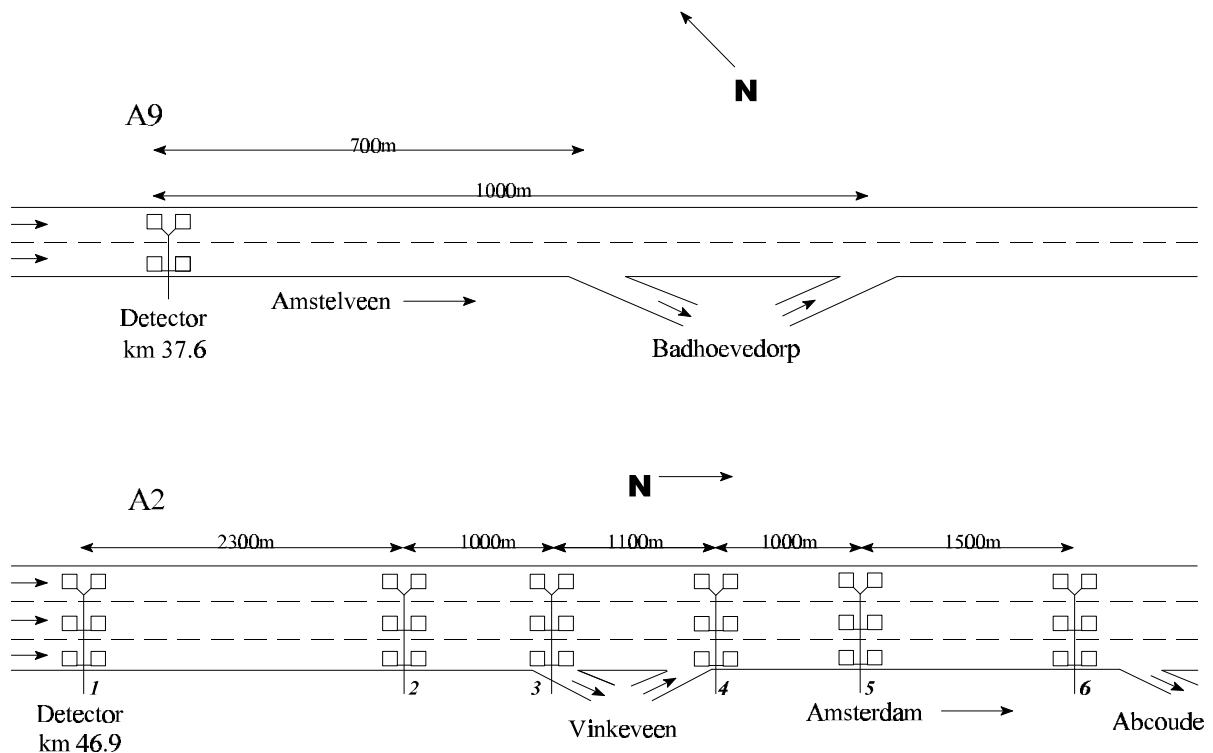 N
A9
700m
1000m
Amstelveen
Detector
km 37.6
Badhoevedorp
N
A2
2300m 1000m 1100m 1000m 1500m
1 2 3 4 5 6
Detector
km 46.9
Vinkeveen
Amsterdam
Abcoude